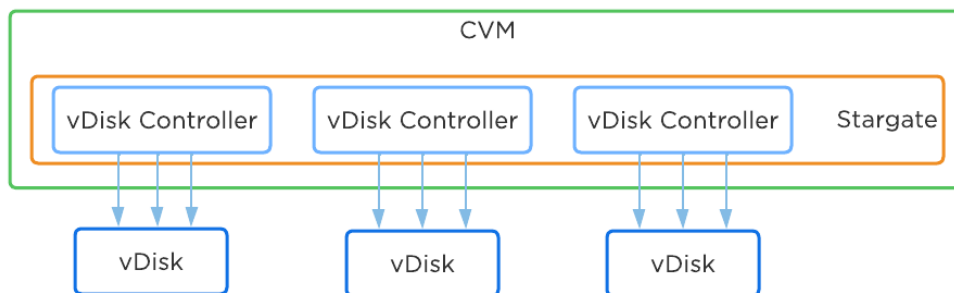 CVM
vDisk Controller
vDisk Controller
vDisk Controller
Stargate
vDisk
vDisk
vDisk